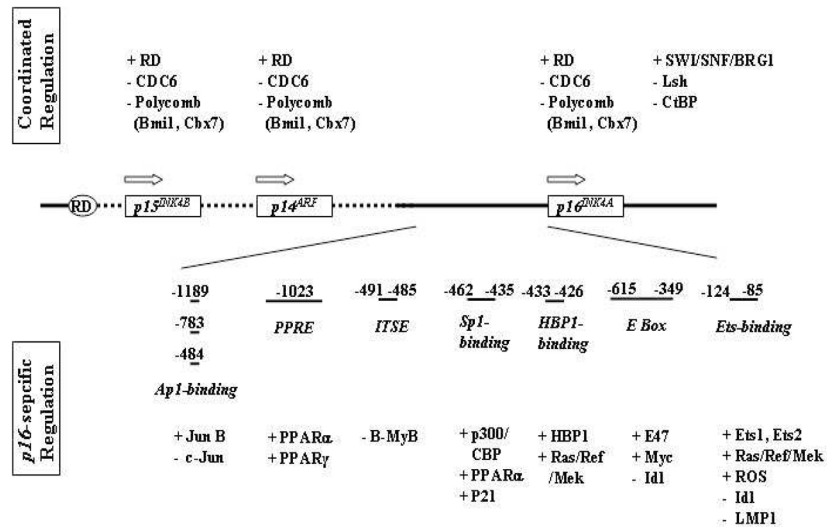 Coordinated Regulation
+ RD
- CDC6
- Polycomb
(Bmi1, Cbx7)
+ RD
- CDC6
- Polycomb
(Bmi1, Cbx7)
+ RD
- CDC6
- Polycomb
(Bmi1, Cbx7)
+ SWI/SNF/BRG1
- Lsh
- CtBP
RD
p15INK4B
p14ARF
p16INK4A
p16-sepcific Regulation
-1189
-783
-484
Ap1-binding
-1023
PPRE
-491 -485
ITSE
-462 -435
Sp1-
binding
-433 -426
HBP1-
binding
-615 -349
E Box
-124 -85
Ets-binding
+ Jun B
- c-Jun
+ PPARα
+ PPARγ
- B-MyB
+ p300/
CBP
+ PPARα
+ P21
+ HBP1
+ Ras/Ref
/Mek
+ E47
+ Myc
- Id1
+ Ets1, Ets2
+ Ras/Ref/Mek
+ ROS
- Id1
- LMP1